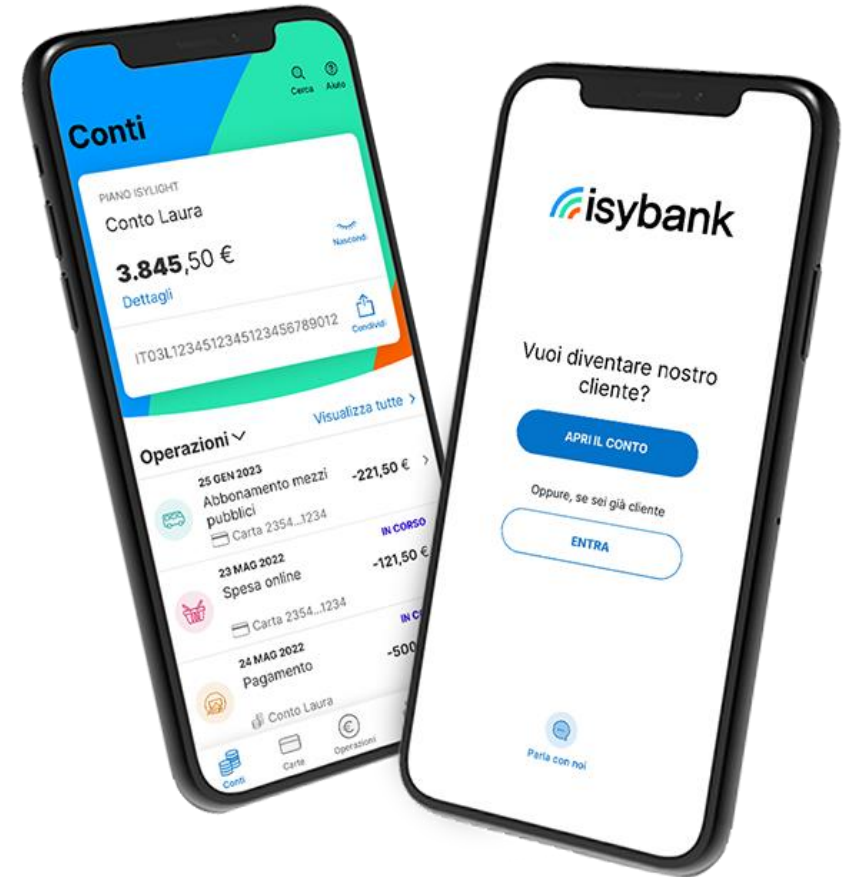 Cerca
Aiuto
Conti
PIANO ISYLIGHT
Conto Laura
3.845,50 €
Nascondi
Dettagli
IT03L1234512345123456789012
Condividi
Operazioni
Visualizza tutte >
25 GEN 2023
Abbonamento mezzi
pubblici
-221,50 € >
Carta 2354...1234
IN CORSO
23 MAG 2022
Spesa online
-121,50 €
Carta 2354...1234
24 MAG 2022
Pagamento
-500
Conto Laura
Conti
Carte
Operazioni
isybank
Vuoi diventare nostro
cliente?
APRI IL CONTO
Oppure, se sei già cliente
ENTRA
Parla con noi